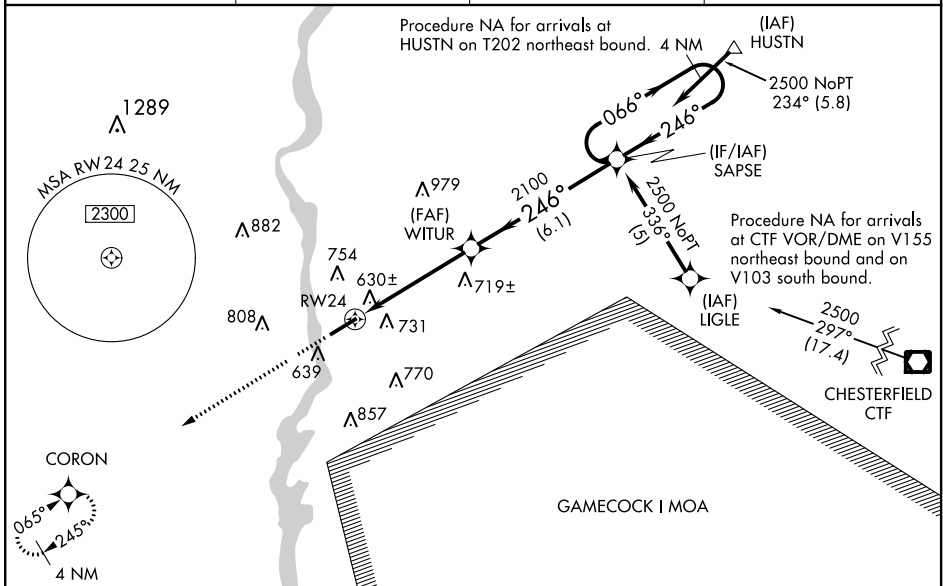 Procedure NA for arrivals at
HUSTN on T202 northeast bound.
4 NM
(IAF)
HUSTN
2500 NoPT
234° (5.8)
066°
246°
(IF/IAF)
SAPSE
1289
MSA RW24 25 NM
2300
979
2100
246°
(6.1)
(FAF)
WITUR
2500 NoPT
336°
(5)
Procedure NA for arrivals
at CTF VOR/DME on V155
northeast bound and on
V103 south bound.
882
754
630±
719±
RW24
808
731
(IAF)
LIGLE
2500
297°
(17.4)
639
770
857
CHESTERFIELD
CTF
CORON
065°
245°
4 NM
GAMECOCK I MOA